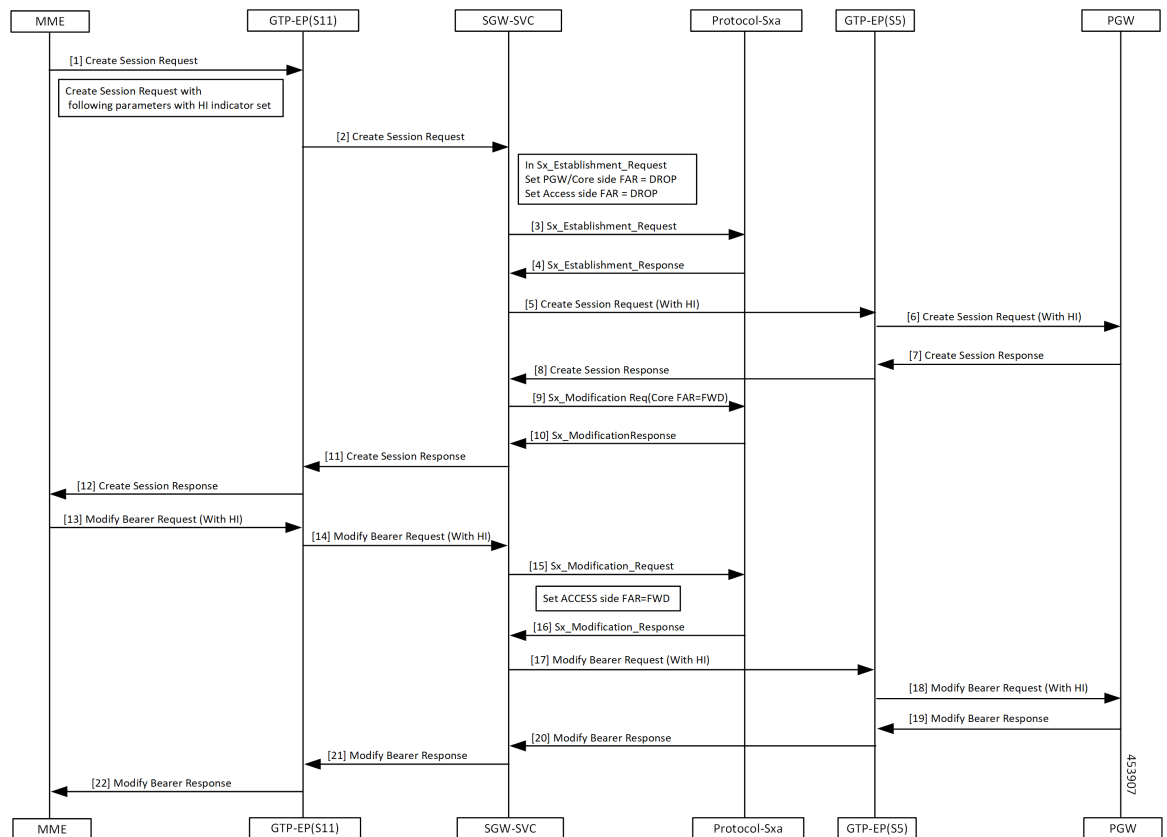 MME
GTP-EP(S11)
SGW-SVC
Protocol-Sxa
GTP-EP(S5)
PGW
[1] Create Session Request
Create Session Request with
following parameters with HI indicator set
[2] Create Session Request
In Sx_Establishment_Request
Set PGW/Core side FAR = DROP
Set Access side FAR = DROP
[3] Sx_Establishment_Request
[4] Sx_Establishment_Response
[5] Create Session Request (With HI)
[6] Create Session Request (With HI)
[7] Create Session Response
[8] Create Session Response
[9] Sx_Modification Req(Core FAR=FWD)
[10] Sx_ModificationResponse
[11] Create Session Response
[12] Create Session Response
[13] Modify Bearer Request (With HI)
[14] Modify Bearer Request (With HI)
[15] Sx_Modification_Request
Set ACCESS side FAR=FWD
[16] Sx_Modification_Response
[17] Modify Bearer Request (With HI)
[18] Modify Bearer Request (With HI)
[19] Modify Bearer Response
[20] Modify Bearer Response
[21] Modify Bearer Response
[22] Modify Bearer Response
453907
MME
GTP-EP(S11)
SGW-SVC
Protocol-Sxa
GTP-EP(S5)
PGW